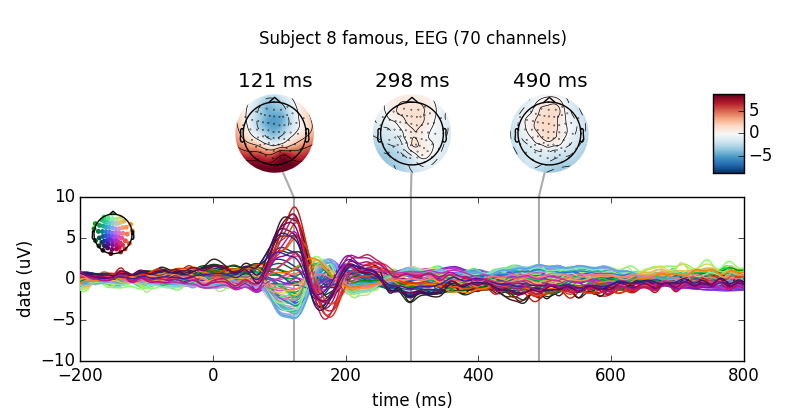 Subject 8 famous, EEG (70 channels)
121 ms 298 ms 490 ms
5
0
−5
10
5
0
−5
−10
data (uV)
−200 0 200 400 600 800
time (ms)